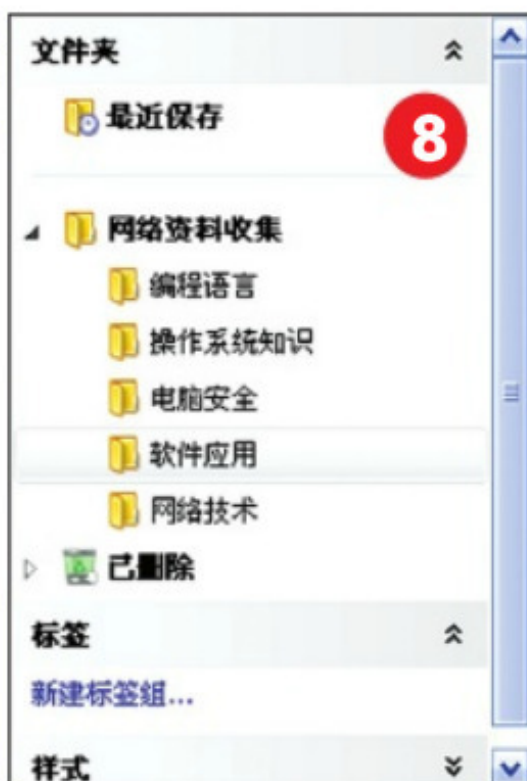 文件夹
最近保存
8
网络资料收集
编程语言
操作系统知识
电脑安全
软件应用
网络技术
已删除
标签
新建标签组...
样式